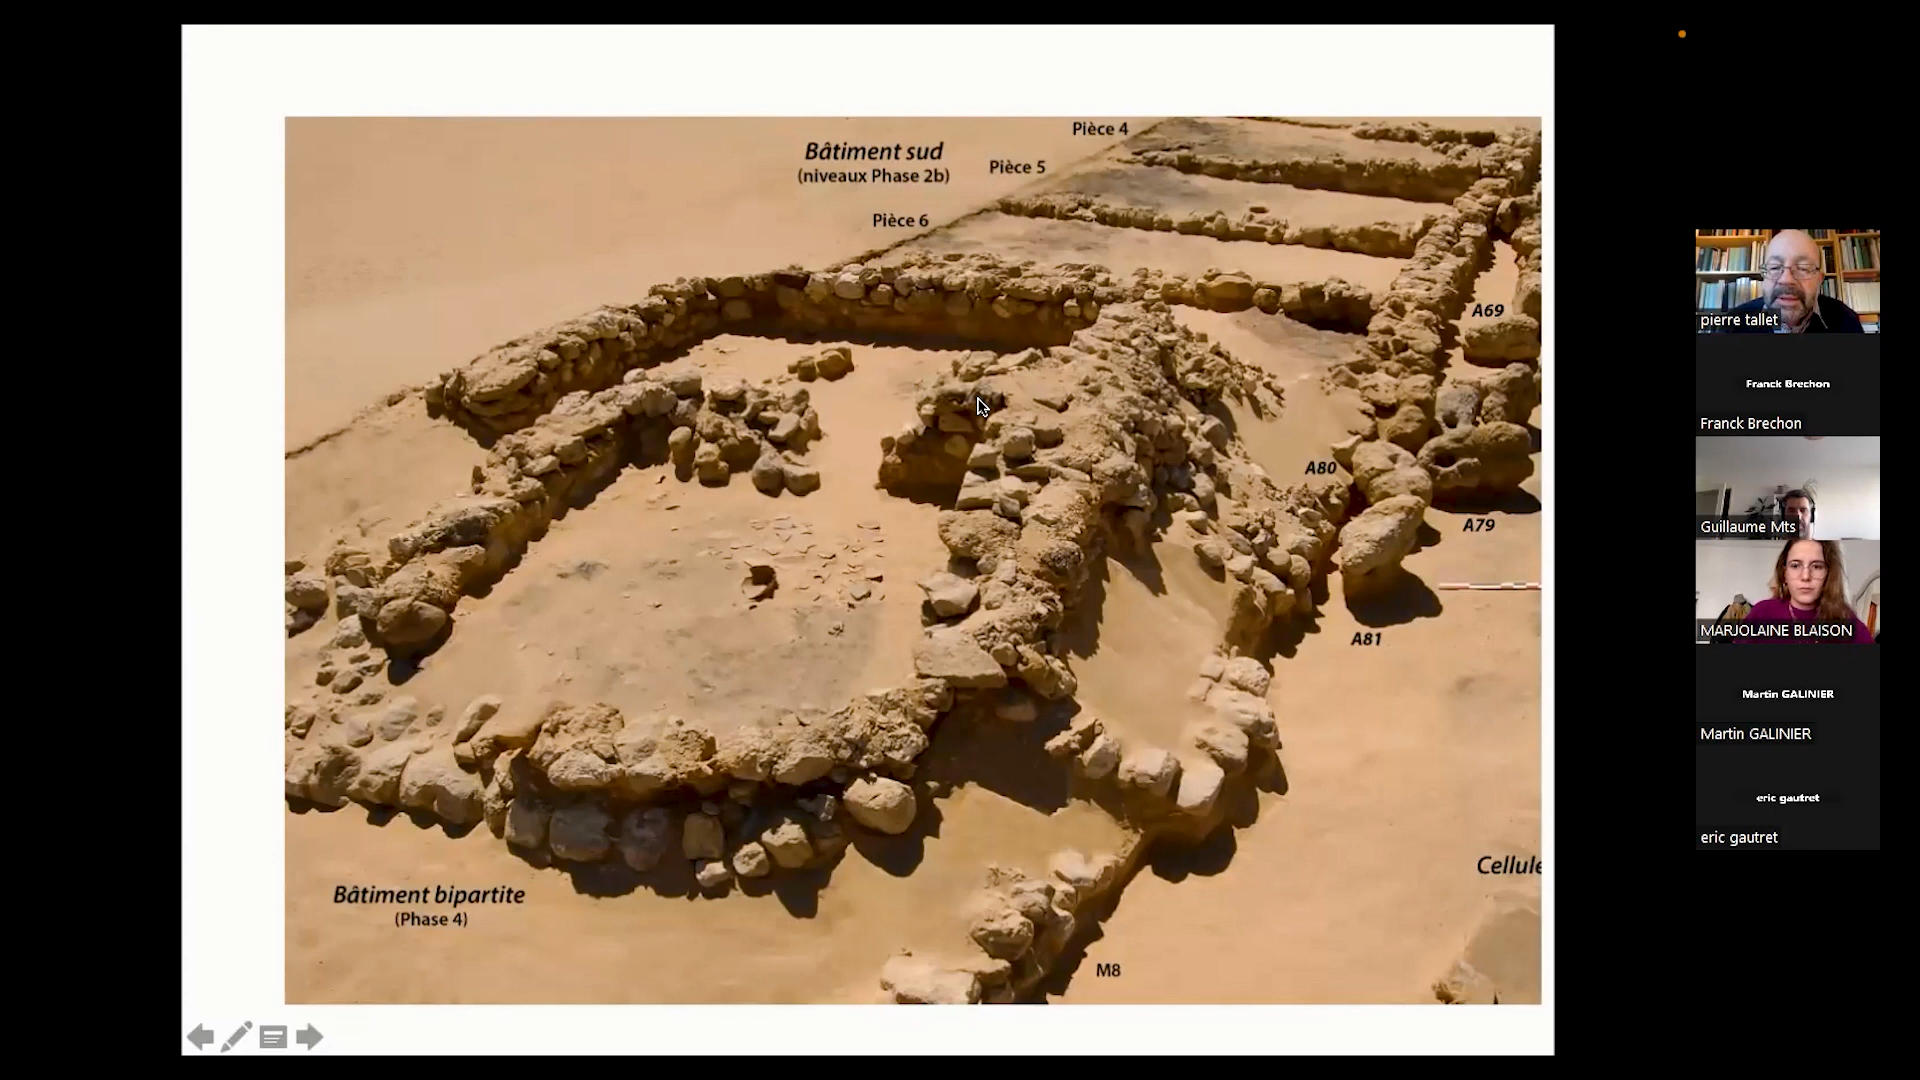 Pièce 4
Bâtiment sud
(niveaux Phase 2b)
Pièce 5
Pièce 6
A69
A80
A79
A81
Cellule
Bâtiment bipartite
(Phase 4)
M8
pierre tallet
Franck Brechon
Franck Brechon
Guillaume Mts
MARJOLAINE BLAISON
Martin GALINIER
Martin GALINIER
eric gautret
eric gautret